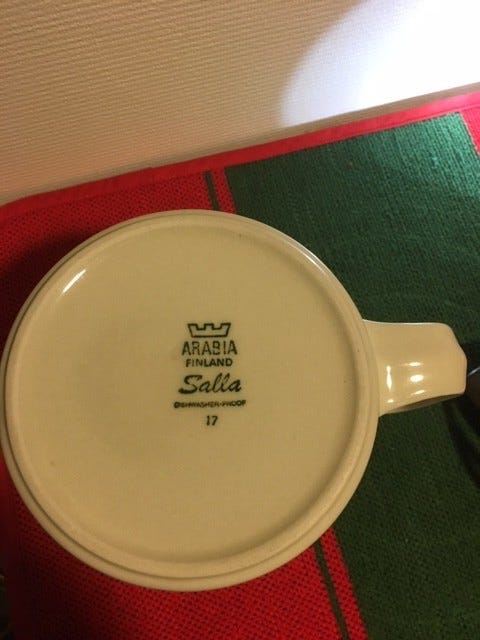 ARABIA
FINLAND
Salla
DISHWASHER-PROOF
17